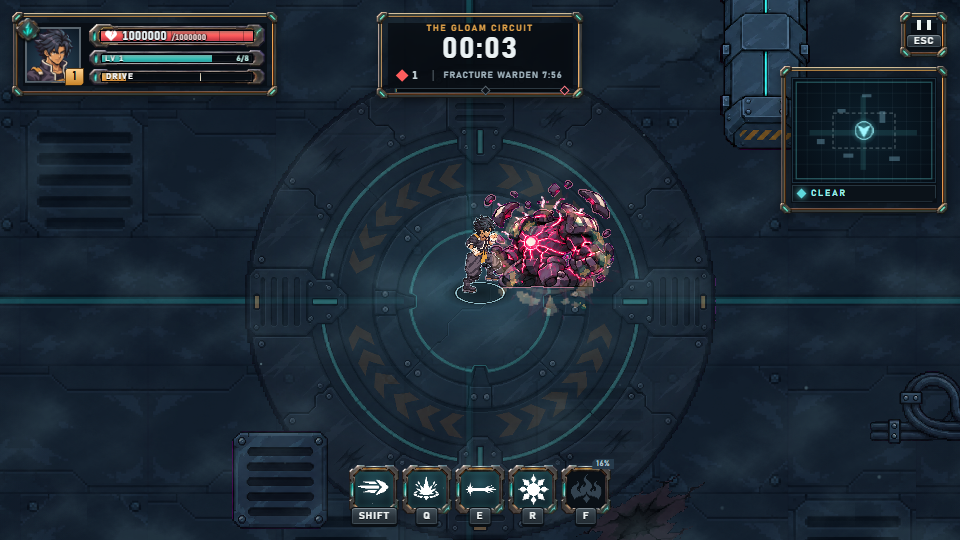 1000000 /1000000
LV 1 6/8
DRIVE
1
THE GLOAM CIRCUIT
00:03
1 | FRACTURE WARDEN 7:56
ESC
CLEAR
16%
SHIFT Q E R F